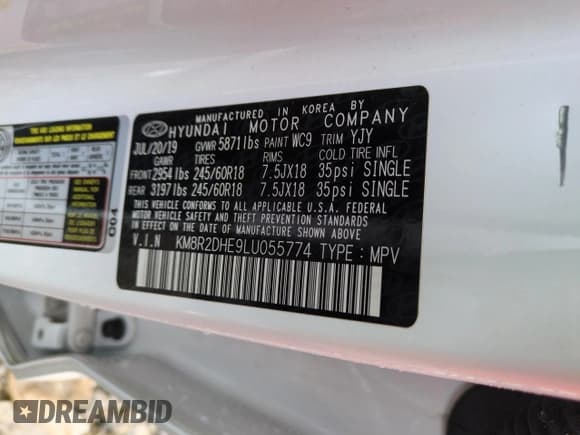 MANUFACTURED IN KOREA BY
HYUNDAI MOTOR COMPANY
JUL/20/19 GVWR 5871lbs PAINT WC9 TRIM YJY
GAWR TIRES RIMS COLD TIRE INFL
FRONT 2954lbs 245/60R18 7.5JX18 35psi SINGLE
REAR 3197lbs 245/60R18 7.5JX18 35psi SINGLE
THIS VEHICLE CONFORMS TO ALL APPLICABLE U.S.A. FEDERAL
MOTOR VEHICLE SAFETY AND THEFT PREVENTION STANDARDS
IN EFFECT ON THE DATE OF MANUFACTURE SHOWN ABOVE.
V.I.N KM8R2DHE9LU055774 TYPE : MPV
C04
DREAMBID